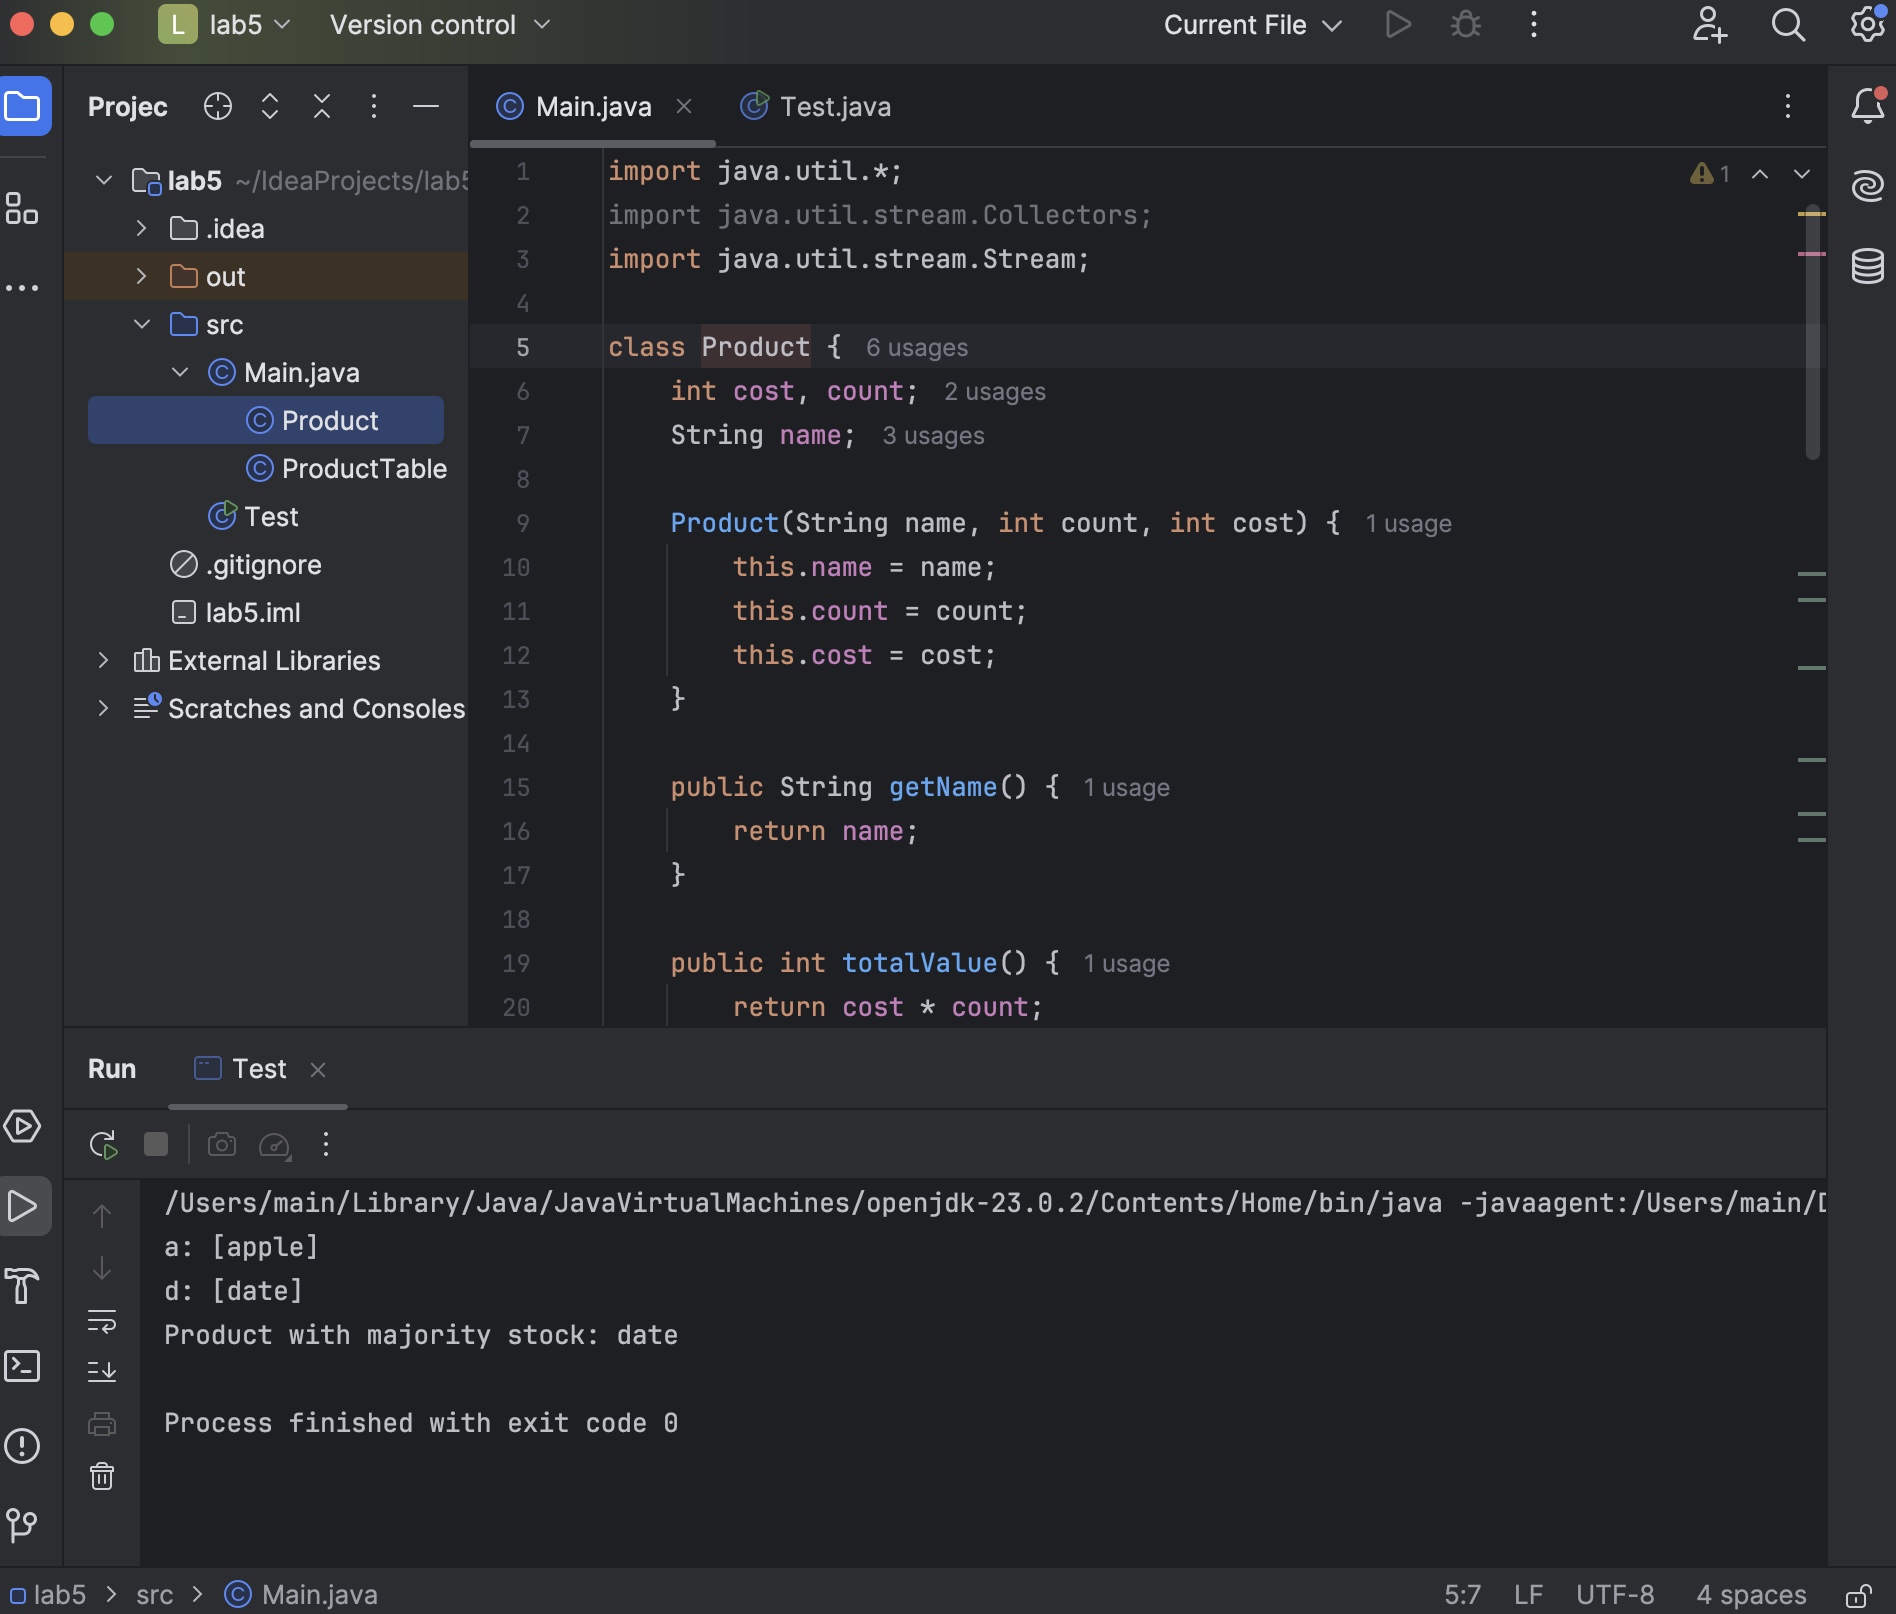 L lab5 Version control Current File
Projec
Main.java Test.java
lab5 ~/IdeaProjects/lab5
.idea
out
src
Main.java
Product
ProductTable
Test
.gitignore
lab5.iml
External Libraries
Scratches and Consoles
1 import java.util.*;
2 import java.util.stream.Collectors;
3 import java.util.stream.Stream;
4
5 class Product { 6 usages
6 int cost, count; 2 usages
7 String name; 3 usages
8
9 Product(String name, int count, int cost) { 1 usage
10 this.name = name;
11 this.count = count;
12 this.cost = cost;
13 }
14
15 public String getName() { 1 usage
16 return name;
17 }
18
19 public int totalValue() { 1 usage
20 return cost * count;
1
Run Test
/Users/main/Library/Java/JavaVirtualMachines/openjdk-23.0.2/Contents/Home/bin/java -javaagent:/Users/main/
a: [apple]
d: [date]
Product with majority stock: date
Process finished with exit code 0
lab5 > src > Main.java 5:7 LF UTF-8 4 spaces